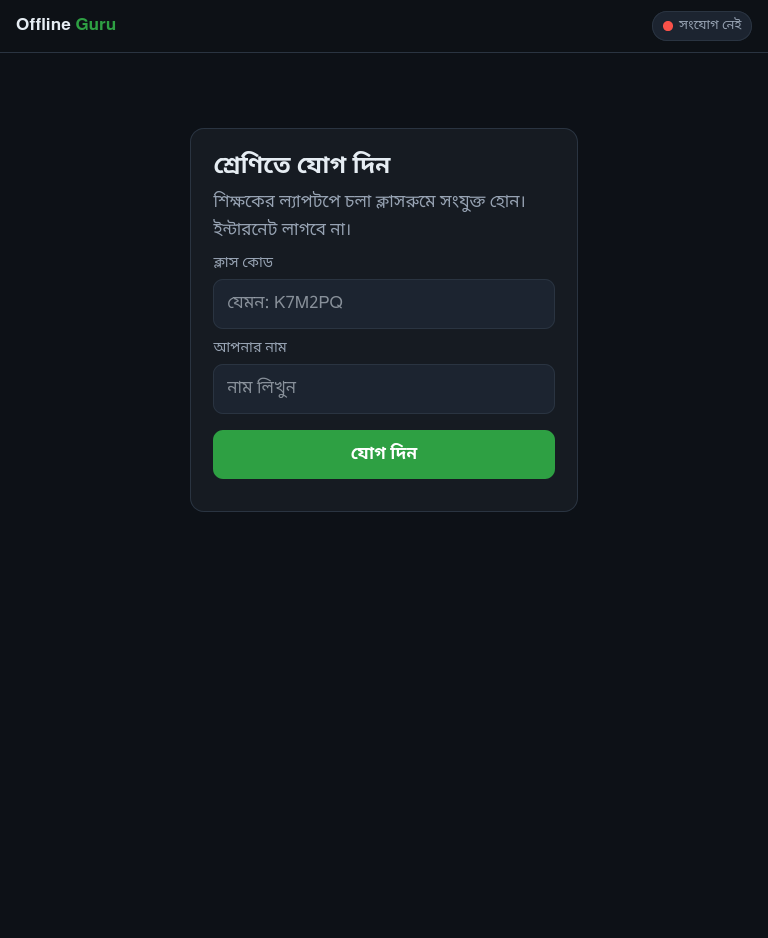 Offline Guru
সংযোগ নেই
শ্রেণিতে যোগ দিন
শিক্ষকের ল্যাপটপে চলা ক্লাসরুমে সংযুক্ত হোন।
ইন্টারনেট লাগবে না।
ক্লাস কোড
যেমন: K7M2PQ
আপনার নাম
নাম লিখুন
যোগ দিন